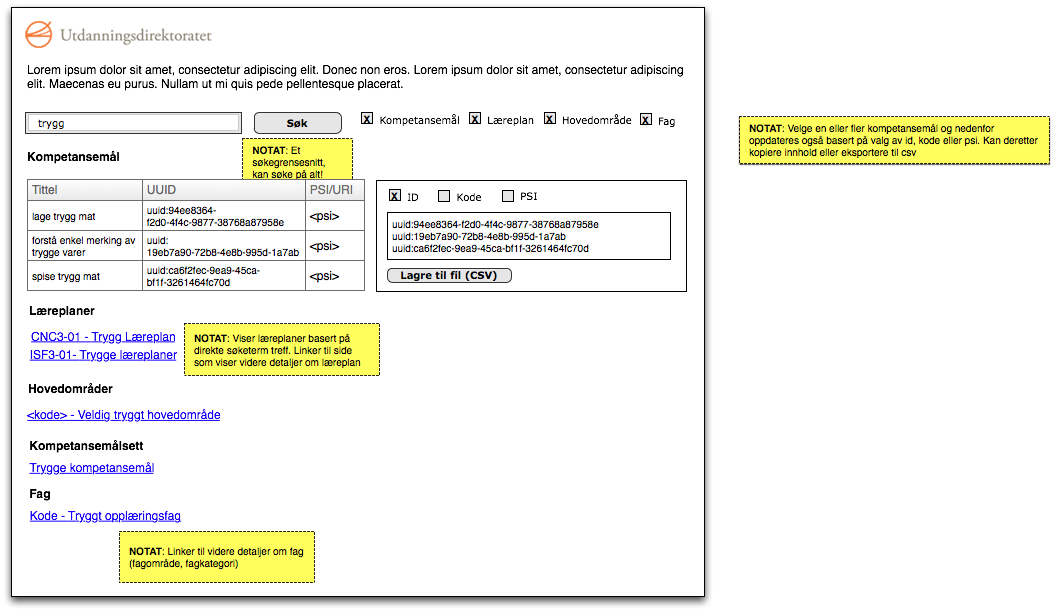 Utdanningsdirektoratet
Lorem ipsum dolor sit amet, consectetur adipiscing elit. Donec non eros. Lorem ipsum dolor sit amet, consectetur adipiscing
elit. Maecenas eu purus. Nullam ut mi quis pede pellentesque placerat.
trygg
Søk
X Kompetansemål
X Læreplan
X Hovedområde
X Fag
NOTAT: Velge en eller fler kompetansemål og nedenfor
oppdateres også basert på valg av id, kode eller psi. Kan deretter
kopiere innhold eller eksportere til csv
NOTAT: Et
søkegrensesnitt,
kan søke på alt!
Kompetansemål
Tittel UUID PSI/URI
lage trygg mat
uuid:94ee8364-
f2d0-4f4c-9877-38768a87958e
<psi>
forstå enkel merking av
trygge varer
uuid:
19eb7a90-72b8-4e8b-995d-1a7ab
<psi>
spise trygg mat
uuid:ca6f2fec-9ea9-45ca-
bf1f-3261464fc70d
<psi>
X ID
Kode
PSI
uuid:94ee8364-f2d0-4f4c-9877-38768a87958e
uuid:19eb7a90-72b8-4e8b-995d-1a7ab
uuid:ca6f2fec-9ea9-45ca-bf1f-3261464fc70d
Lagre til fil (CSV)
Læreplaner
CNC3-01 - Trygg Læreplan
ISF3-01- Trygge læreplaner
NOTAT: Viser læreplaner basert på
direkte søketerm treff. Linker til side
som viser videre detaljer om læreplan
Hovedområder
<kode> - Veldig tryggt hovedområde
Kompetansemålsett
Trygge kompetansemål
Fag
Kode - Tryggt opplæringsfag
NOTAT: Linker til videre detaljer om fag
(fagområde, fagkategori)